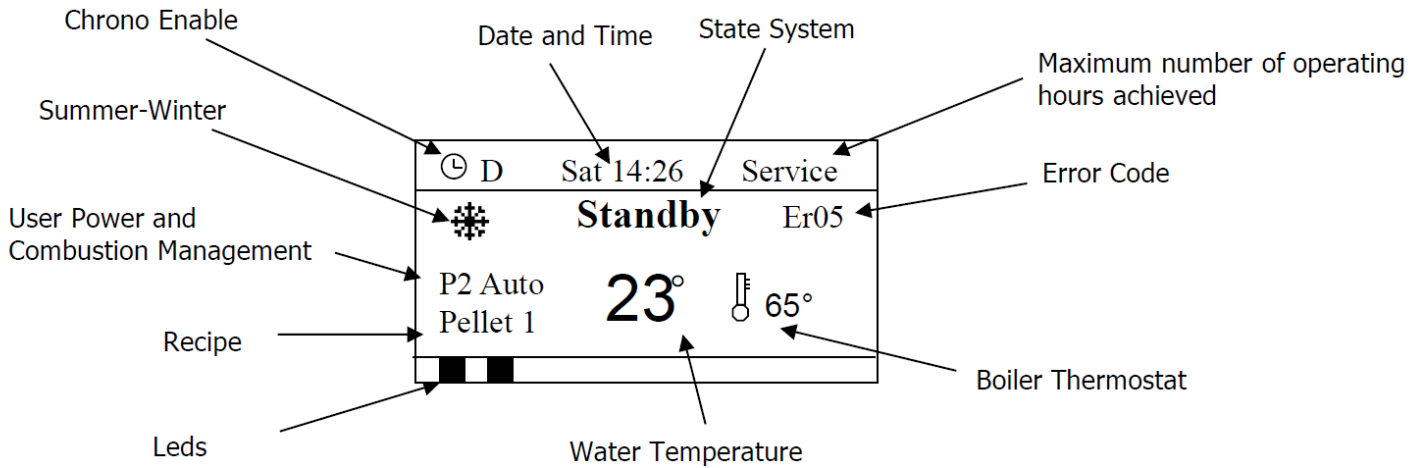 Chrono Enable
Date and Time
State System
Maximum number of operating
hours achieved
Summer-Winter
D Sat 14:26 Service
Error Code
Standby Er05
User Power and
Combustion Management
P2 Auto
23° 65°
Pellet 1
Recipe
Boiler Thermostat
Leds
Water Temperature